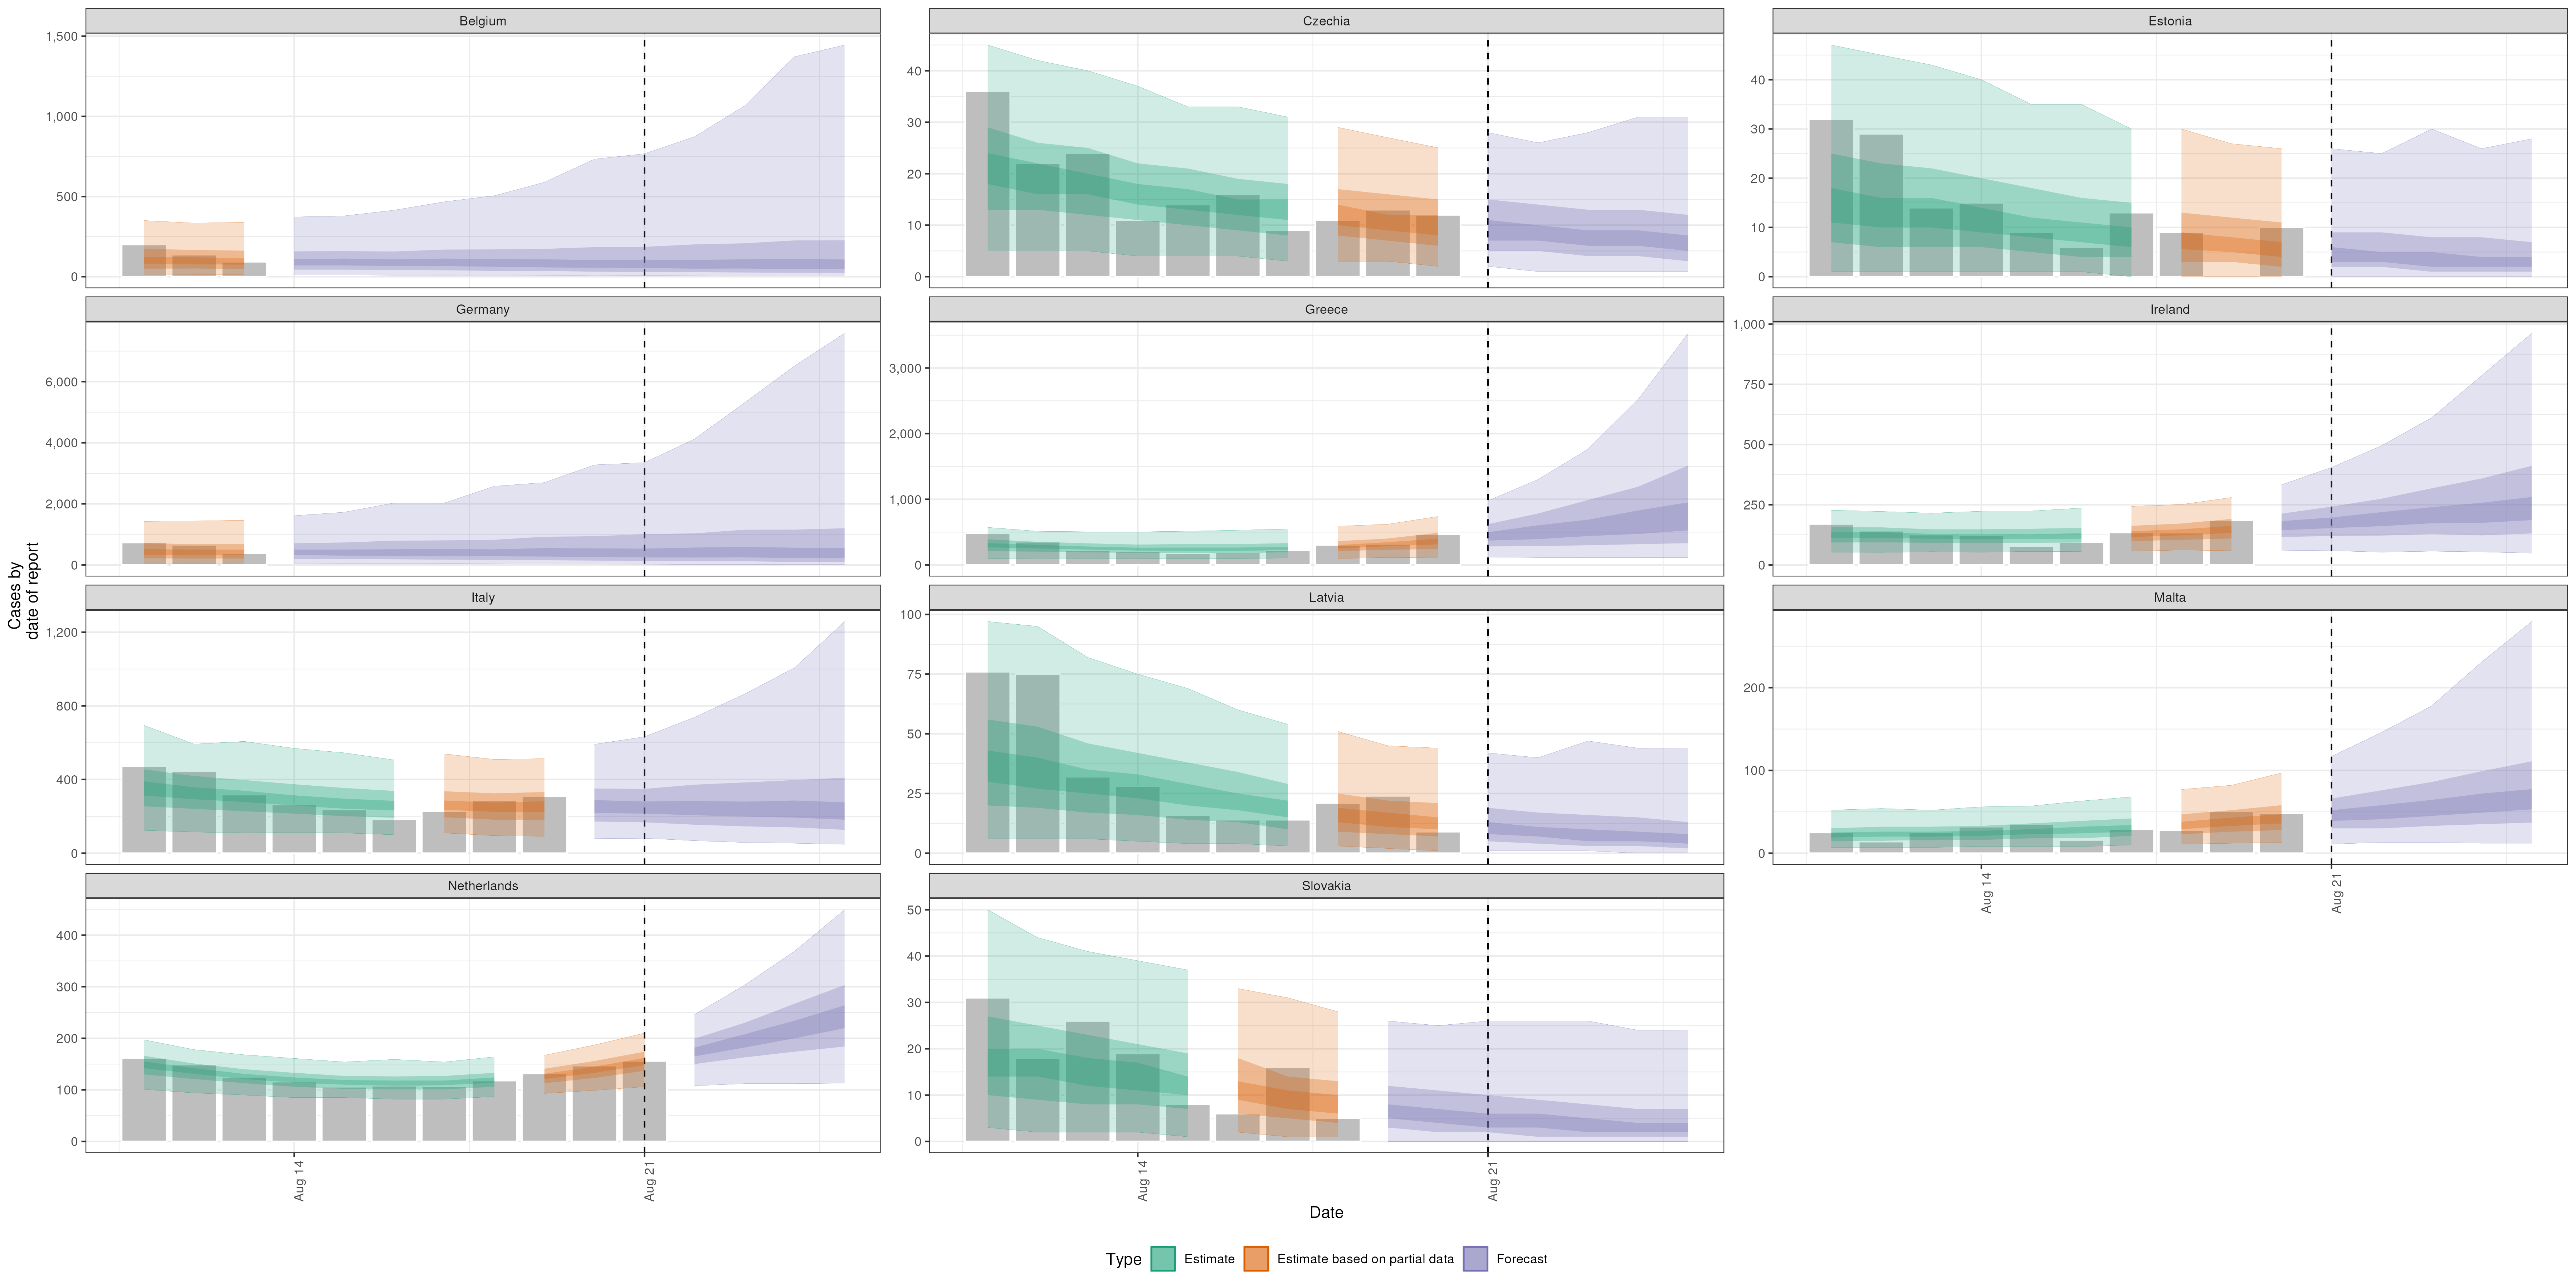 Belgium
Czechia
Estonia
1,500
1,000
500
0
40
30
20
10
0
40
30
20
10
0
Germany
Greece
Ireland
6,000
4,000
2,000
0
3,000
2,000
1,000
0
1,000
750
500
250
0
Cases by
date of report
Italy
Latvia
Malta
1,200
800
400
0
100
75
50
25
0
200
100
0
Aug 14
Aug 21
Netherlands
Slovakia
400
300
200
100
0
50
40
30
20
10
0
Aug 14
Aug 21
Aug 14
Aug 21
Date
Type Estimate Estimate based on partial data Forecast